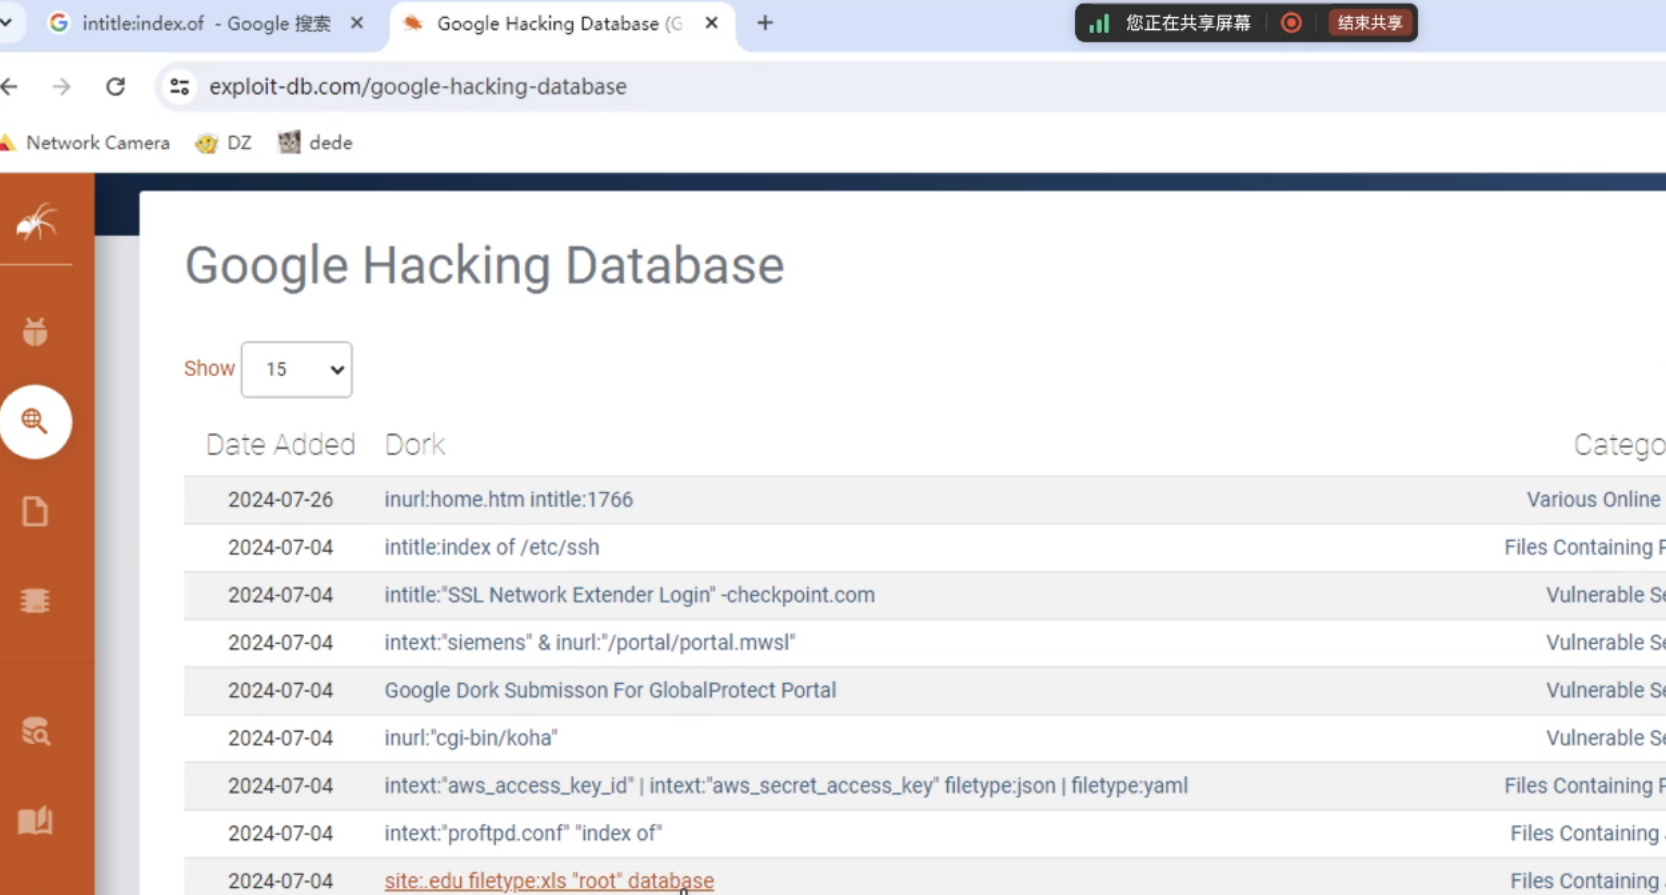 intitle:index.of - Google 搜索
Google Hacking Database (G
您正在共享屏幕
结束共享
exploit-db.com/google-hacking-database
Network Camera
DZ
dede
Google Hacking Database
Show 15
Date Added Dork Catego
2024-07-26 inurl:home.htm intitle:1766 Various Online
2024-07-04 intitle:index of /etc/ssh Files Containing P
2024-07-04 intitle:"SSL Network Extender Login" -checkpoint.com Vulnerable Se
2024-07-04 intext:"siemens" & inurl:"/portal/portal.mwsl" Vulnerable Se
2024-07-04 Google Dork Submisson For GlobalProtect Portal Vulnerable Se
2024-07-04 inurl:"cgi-bin/koha" Vulnerable Se
2024-07-04 intext:"aws_access_key_id" | intext:"aws_secret_access_key" filetype:json | filetype:yaml Files Containing P
2024-07-04 intext:"proftpd.conf" "index of" Files Containing
2024-07-04 site:.edu filetype:xls "root" database Files Containing